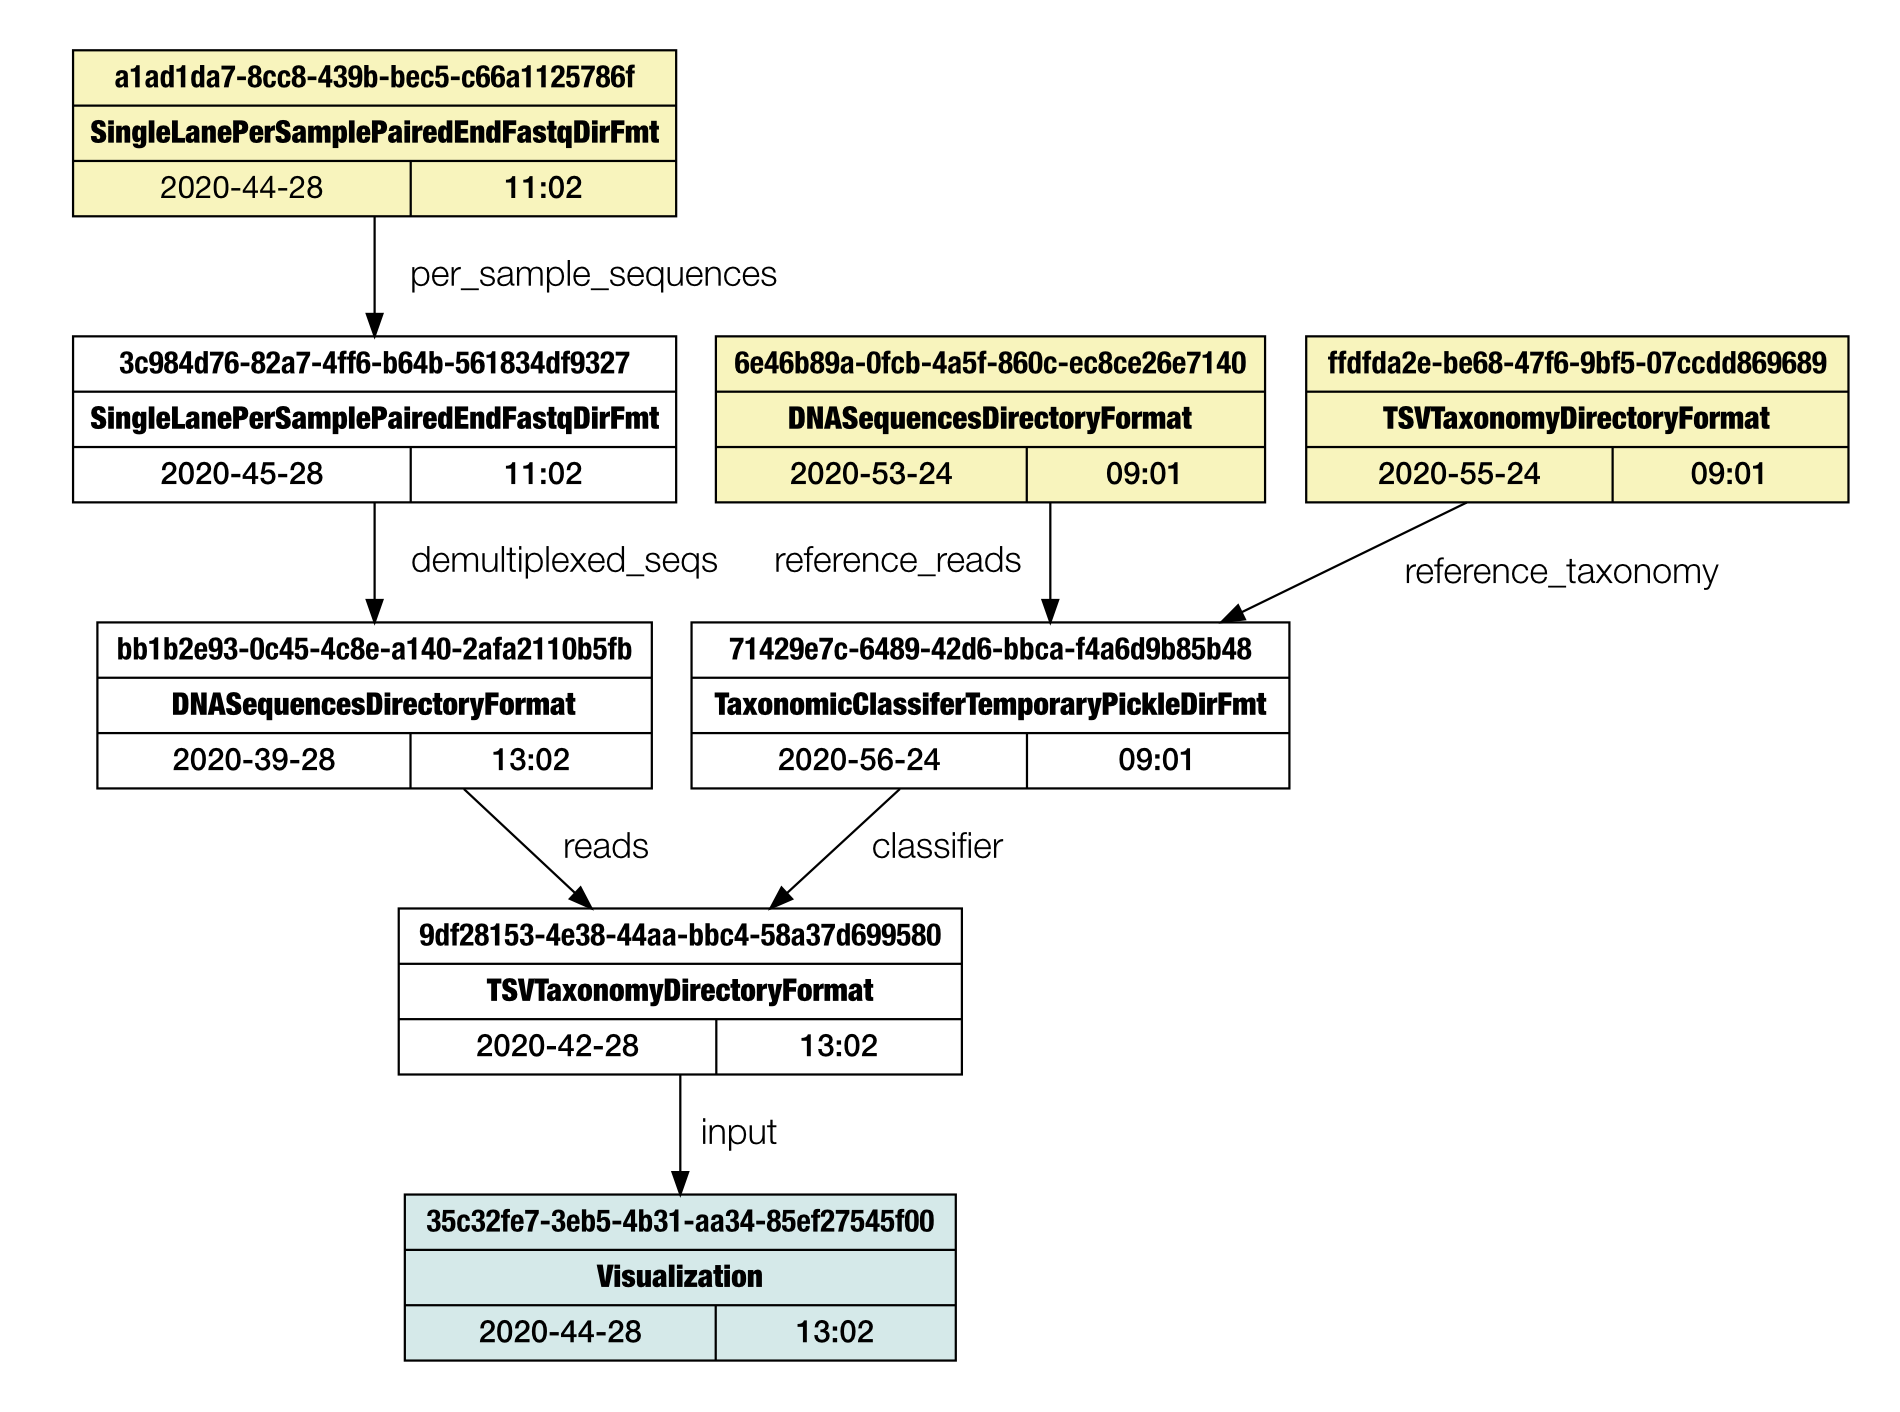 a1ad1da7-8cc8-439b-bec5-c66a1125786f
SingleLanePerSamplePairedEndFastqDirFmt
2020-44-28 11:02
per_sample_sequences
3c984d76-82a7-4ff6-b64b-561834df9327
SingleLanePerSamplePairedEndFastqDirFmt
2020-45-28 11:02
6e46b89a-0fcb-4a5f-860c-ec8ce26e7140
DNASequencesDirectoryFormat
2020-53-24 09:01
ffdfda2e-be68-47f6-9bf5-07ccdd869689
TSVTaxonomyDirectoryFormat
2020-55-24 09:01
demultiplexed_seqs
reference_reads
reference_taxonomy
bb1b2e93-0c45-4c8e-a140-2afa2110b5fb
DNASequencesDirectoryFormat
2020-39-28 13:02
71429e7c-6489-42d6-bbca-f4a6d9b85b48
TaxonomicClassiferTemporaryPickleDirFmt
2020-56-24 09:01
reads
classifier
9df28153-4e38-44aa-bbc4-58a37d699580
TSVTaxonomyDirectoryFormat
2020-42-28 13:02
input
35c32fe7-3eb5-4b31-aa34-85ef27545f00
Visualization
2020-44-28 13:02